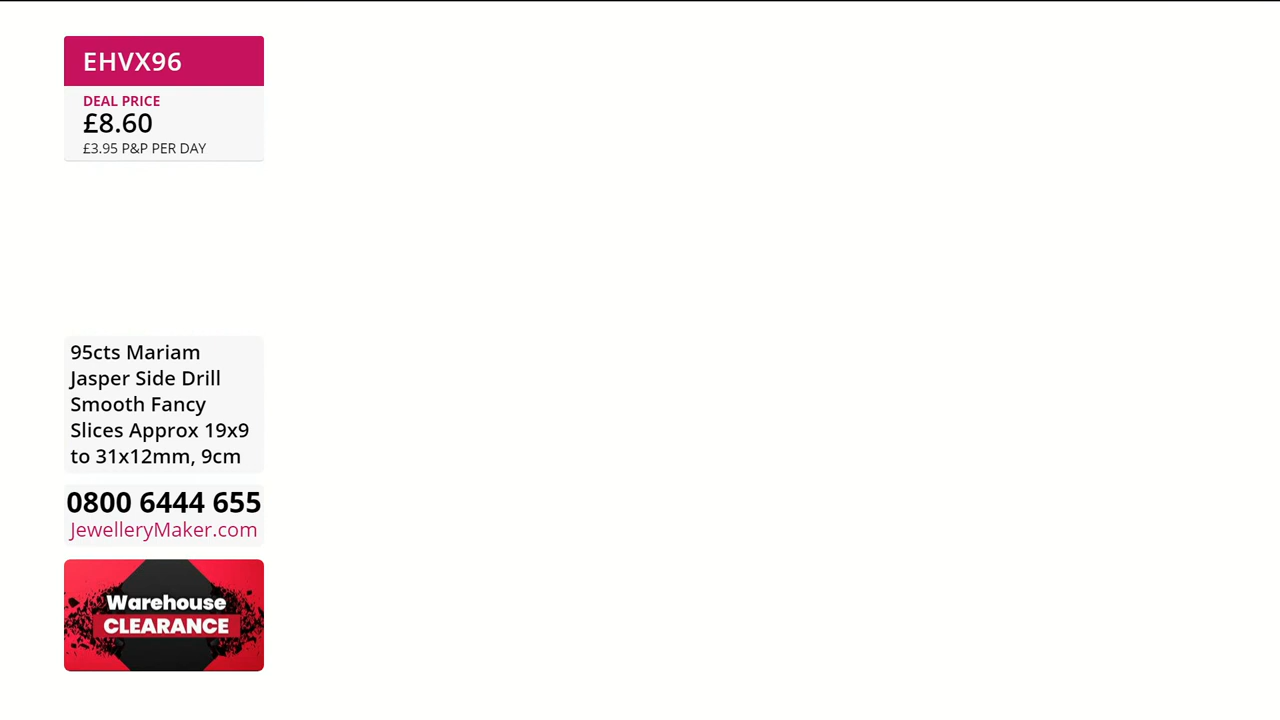 EHVX96
DEAL PRICE
£8.60
£3.95 P&P PER DAY
95cts Mariam
Jasper Side Drill
Smooth Fancy
Slices Approx 19x9
to 31x12mm, 9cm
0800 6444 655
JewelleryMaker.com
Warehouse
CLEARANCE